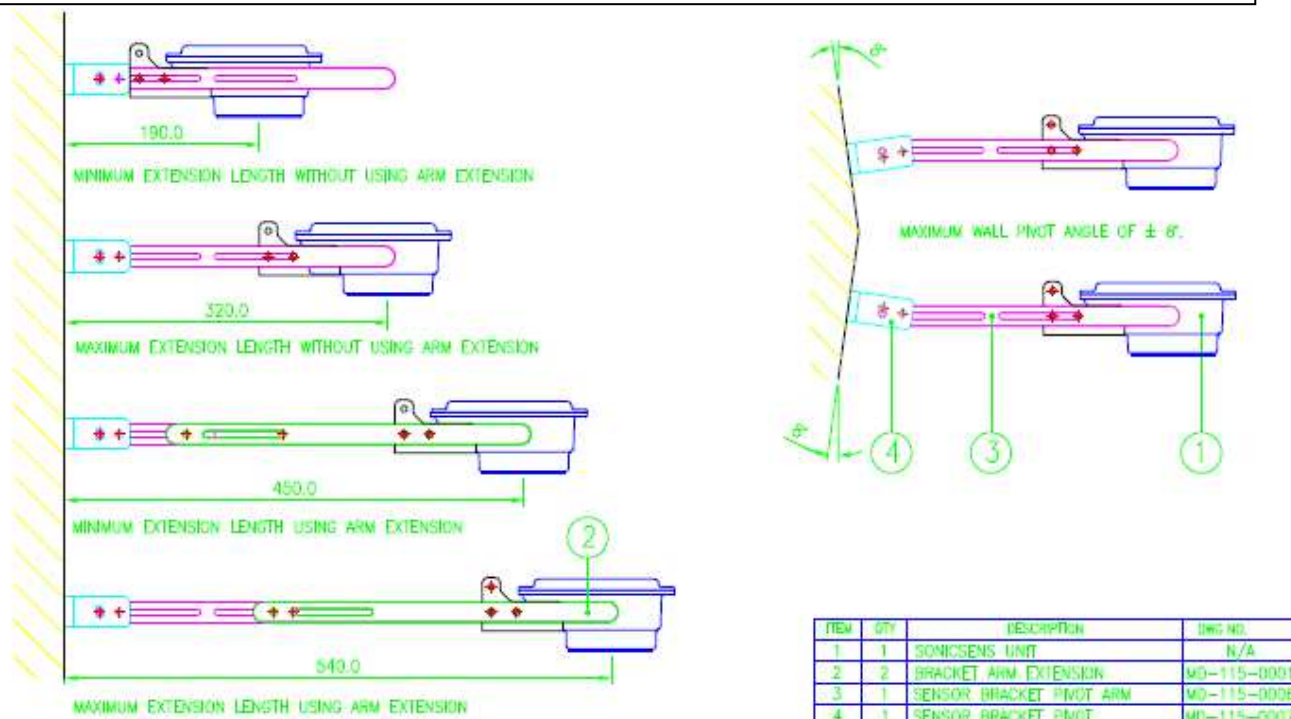 8°
190.0
MINIMUM EXTENSION LENGTH WITHOUT USING ARM EXTENSION
MAXIMUM WALL PIVOT ANGLE OF ± 8°.
320.0
MAXIMUM EXTENSION LENGTH WITHOUT USING ARM EXTENSION
8°
4
3
1
450.0
MINIMUM EXTENSION LENGTH USING ARM EXTENSION
2
540.0
MAXIMUM EXTENSION LENGTH USING ARM EXTENSION
ITEM QTY DESCRIPTION DWG NO.
1 1 SONICSENS UNIT N/A
2 2 BRACKET ARM EXTENSION
3 1 SENSOR BRACKET PIVOT ARM
4 1 SENSOR BRACKET PIVOT